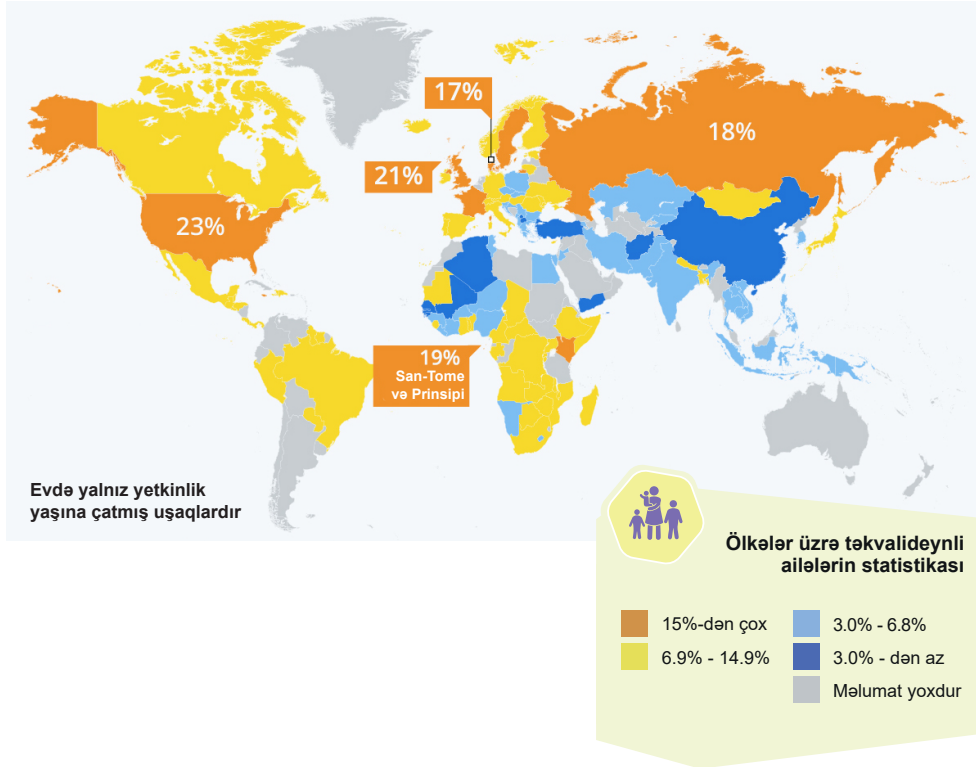 17%
18%
21%
23%
19%
San-Tome
və Prinsipi
Evdə yalnız yetkinlik
yaşına çatmış uşaqlardır
Ölkələr üzrə təkvalideynli
ailələrin statistikası
15%-dən çox
6.9% - 14.9%
3.0% - 6.8%
3.0% - dən az
Məlumat yoxdur